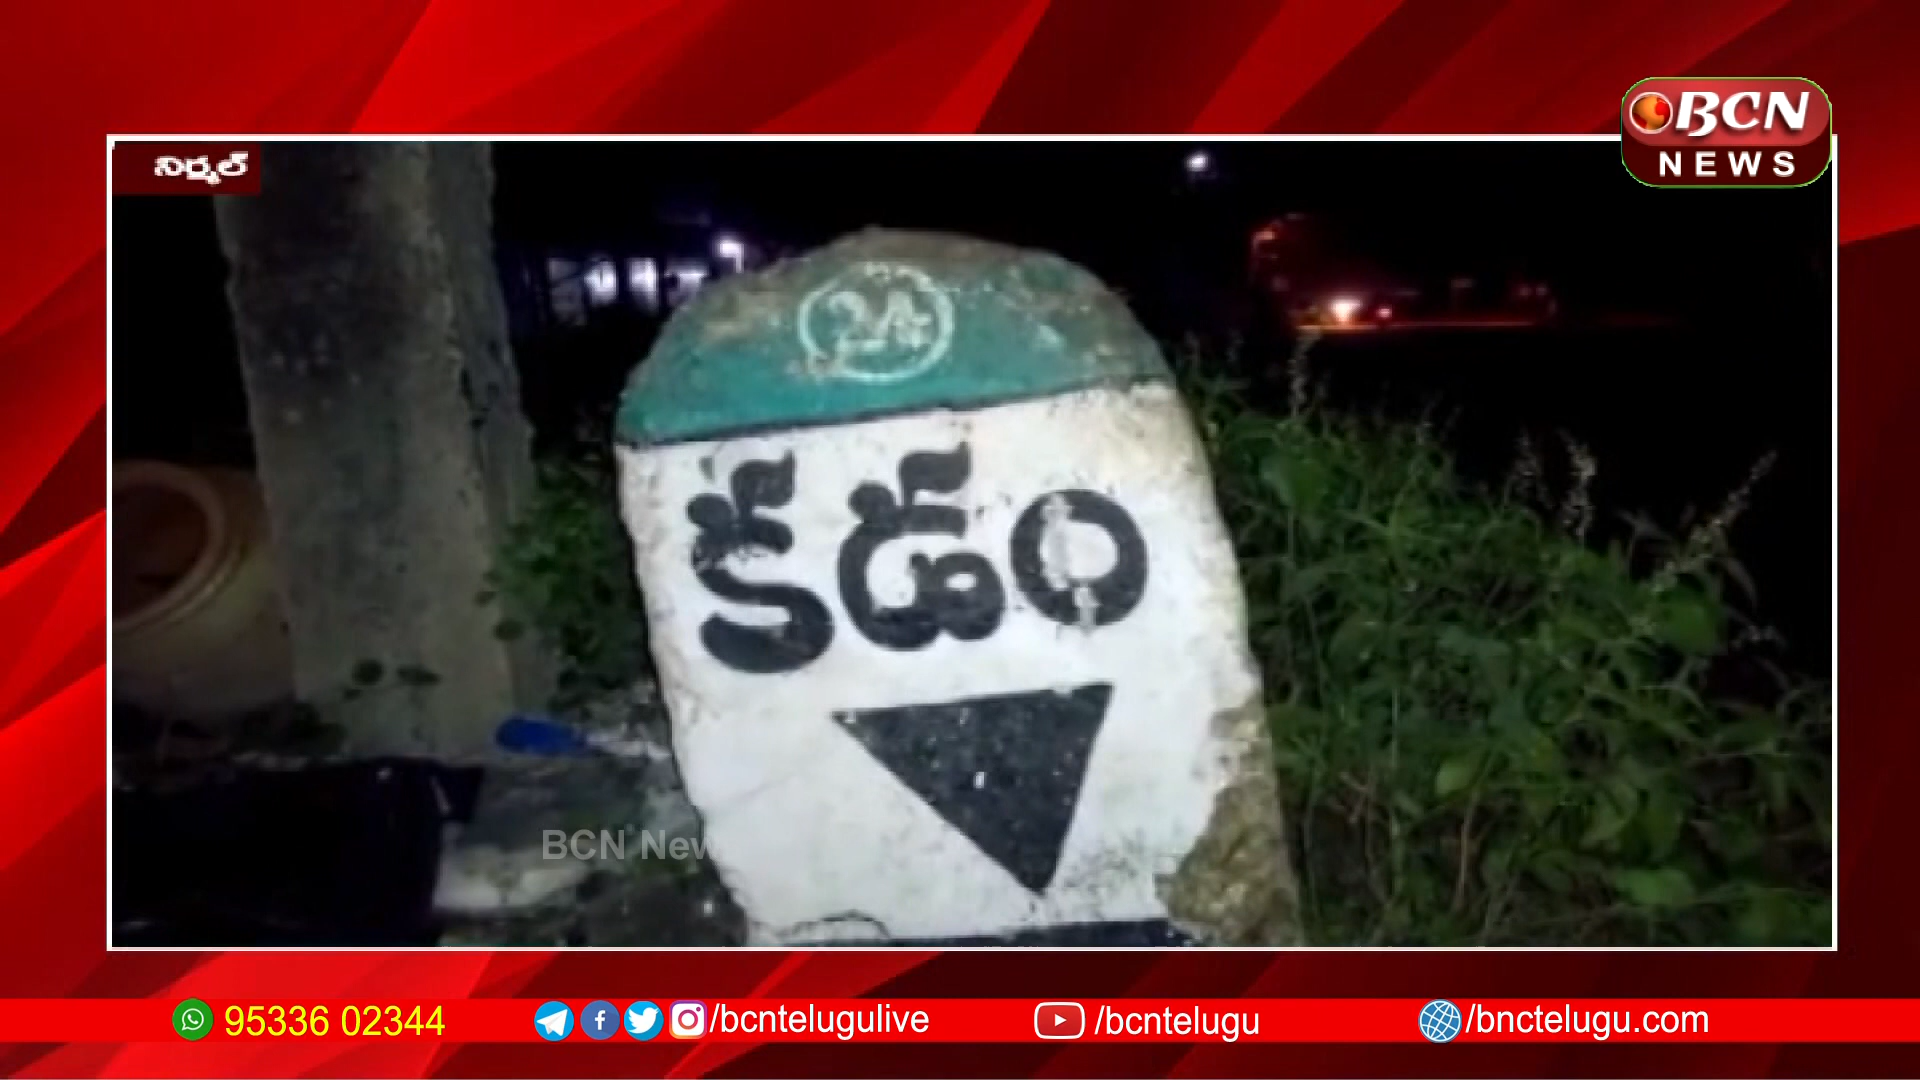 BCN
NEWS
నిర్మల్
24
కడెం
BCN New
95336 02344
/bcntelugulive
/bcntelugu
/bnctelugu.com